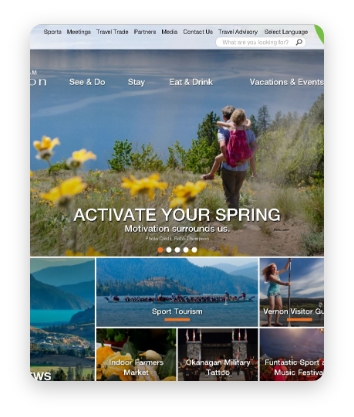 Sports Meetings Travel Trade Partners Media Contact Us Travel Advisory Select Language
What are you looking for?
on See & Do Stay Eat & Drink Vacations & Events
ACTIVATE YOUR SPRING
Motivation surrounds us.
Sport Tourism
Vernon Visitor Gu
Indoor Farmers
Market
Okanagan Military
Tattoo
Funtastic Sport a
Music Festiva
EWS